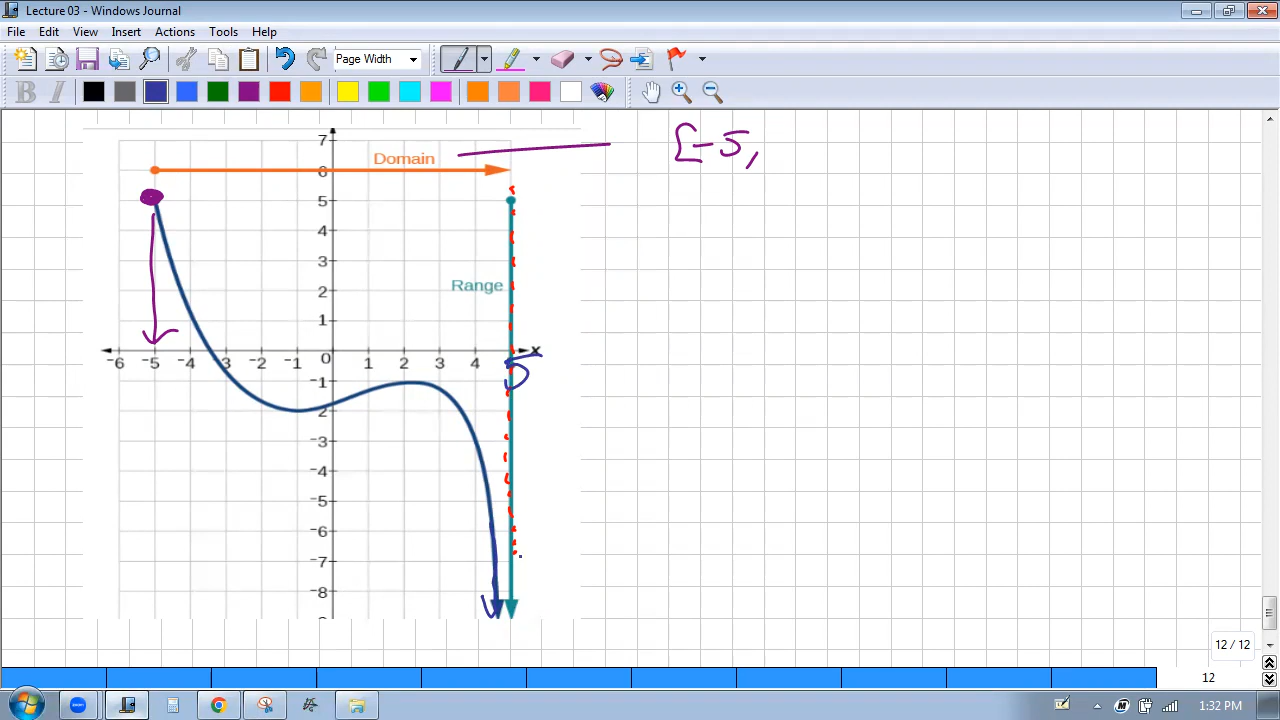 Lecture 03 - Windows Journal
File Edit View Insert Actions Tools Help
Page Width
B I
[-5,
7
Domain
6
5
4
3
Range
2
1
x
-6 -5 -4 -3 -2 -1 0 1 2 3 4 5
-1
-2
-3
-4
-5
-6
-7
-8
12 / 12
12
1:32 PM